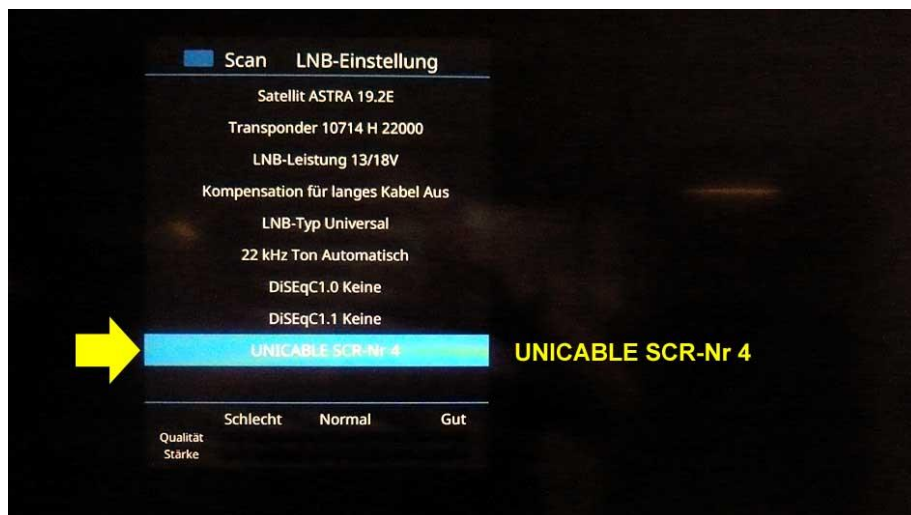 Scan LNB-Einstellung
Satellit ASTRA 19.2E
Transponder 10714 H 22000
LNB-Leistung 13/18V
Kompensation für langes Kabel Aus
LNB-Typ Universal
22 kHz Ton Automatisch
DiSEqC1.0 Keine
DiSEqC1.1 Keine
UNICABLE SCR-Nr 4
UNICABLE SCR-Nr 4
Schlecht Normal Gut
Qualität
Stärke